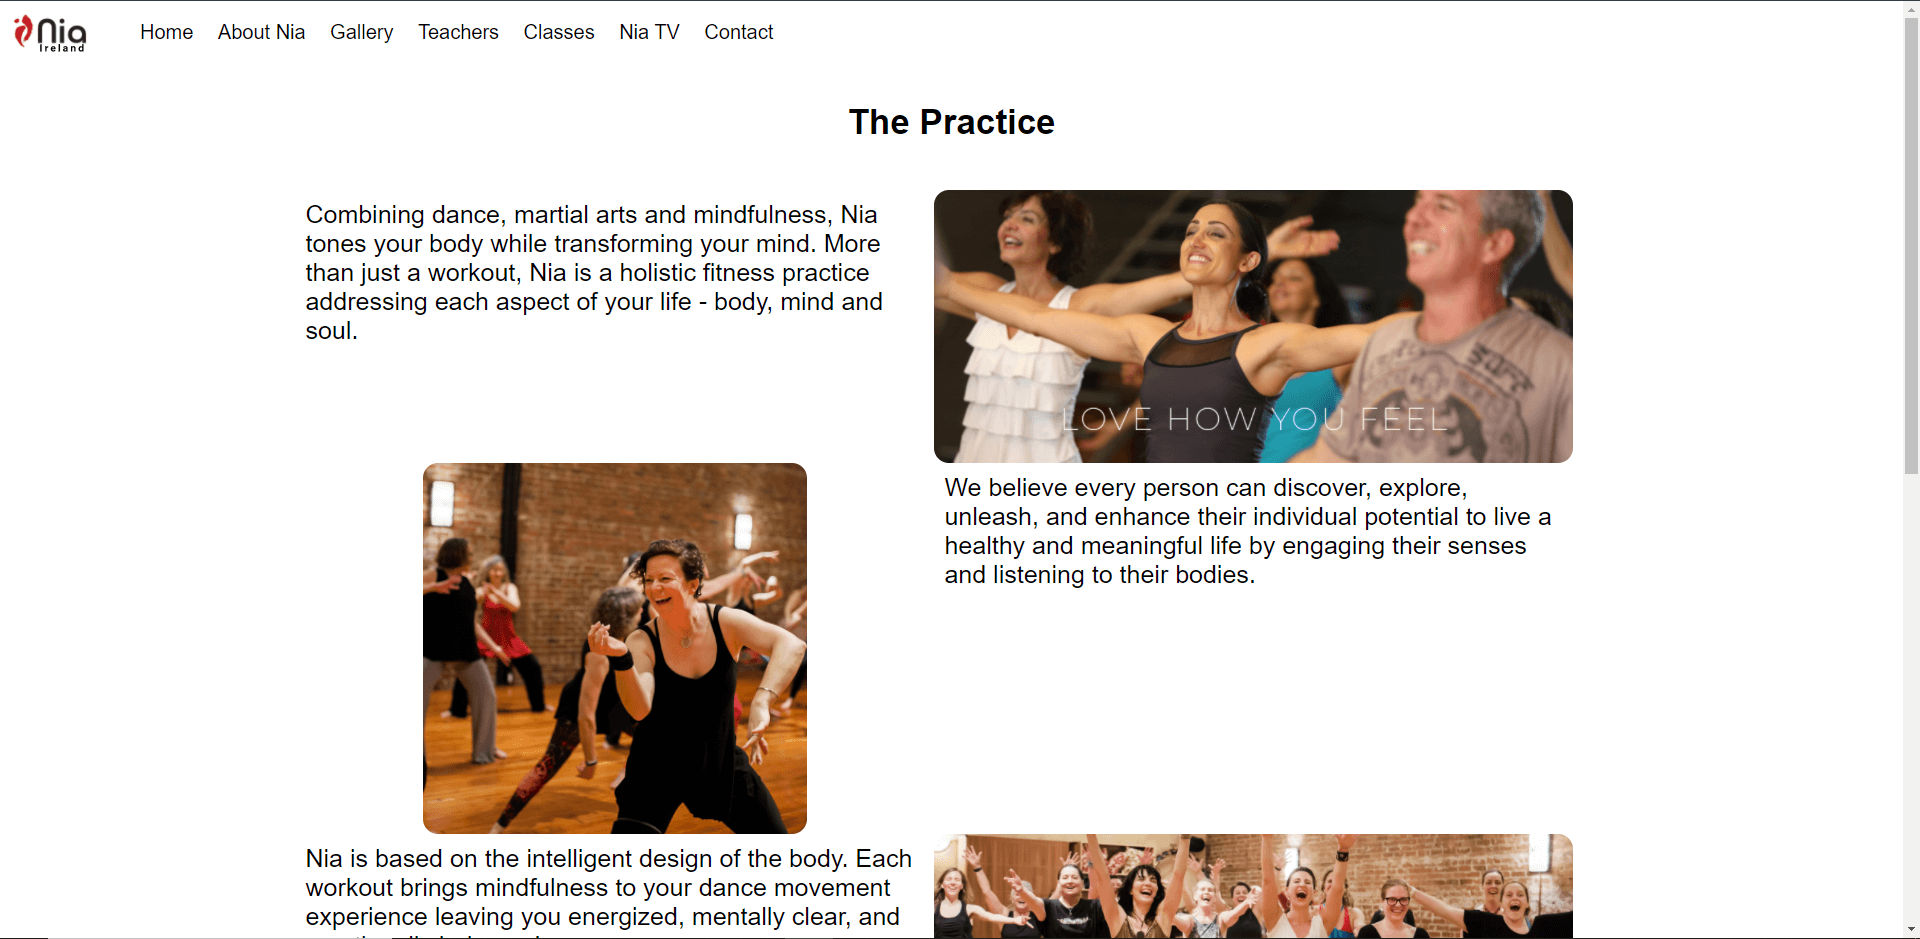 Nia
Ireland
Home About Nia Gallery Teachers Classes Nia TV Contact
The Practice
Combining dance, martial arts and mindfulness, Nia
tones your body while transforming your mind. More
than just a workout, Nia is a holistic fitness practice
addressing each aspect of your life - body, mind and
soul.
LOVE HOW YOU FEEL
We believe every person can discover, explore,
unleash, and enhance their individual potential to live a
healthy and meaningful life by engaging their senses
and listening to their bodies.
Nia is based on the intelligent design of the body. Each
workout brings mindfulness to your dance movement
experience leaving you energized, mentally clear, and